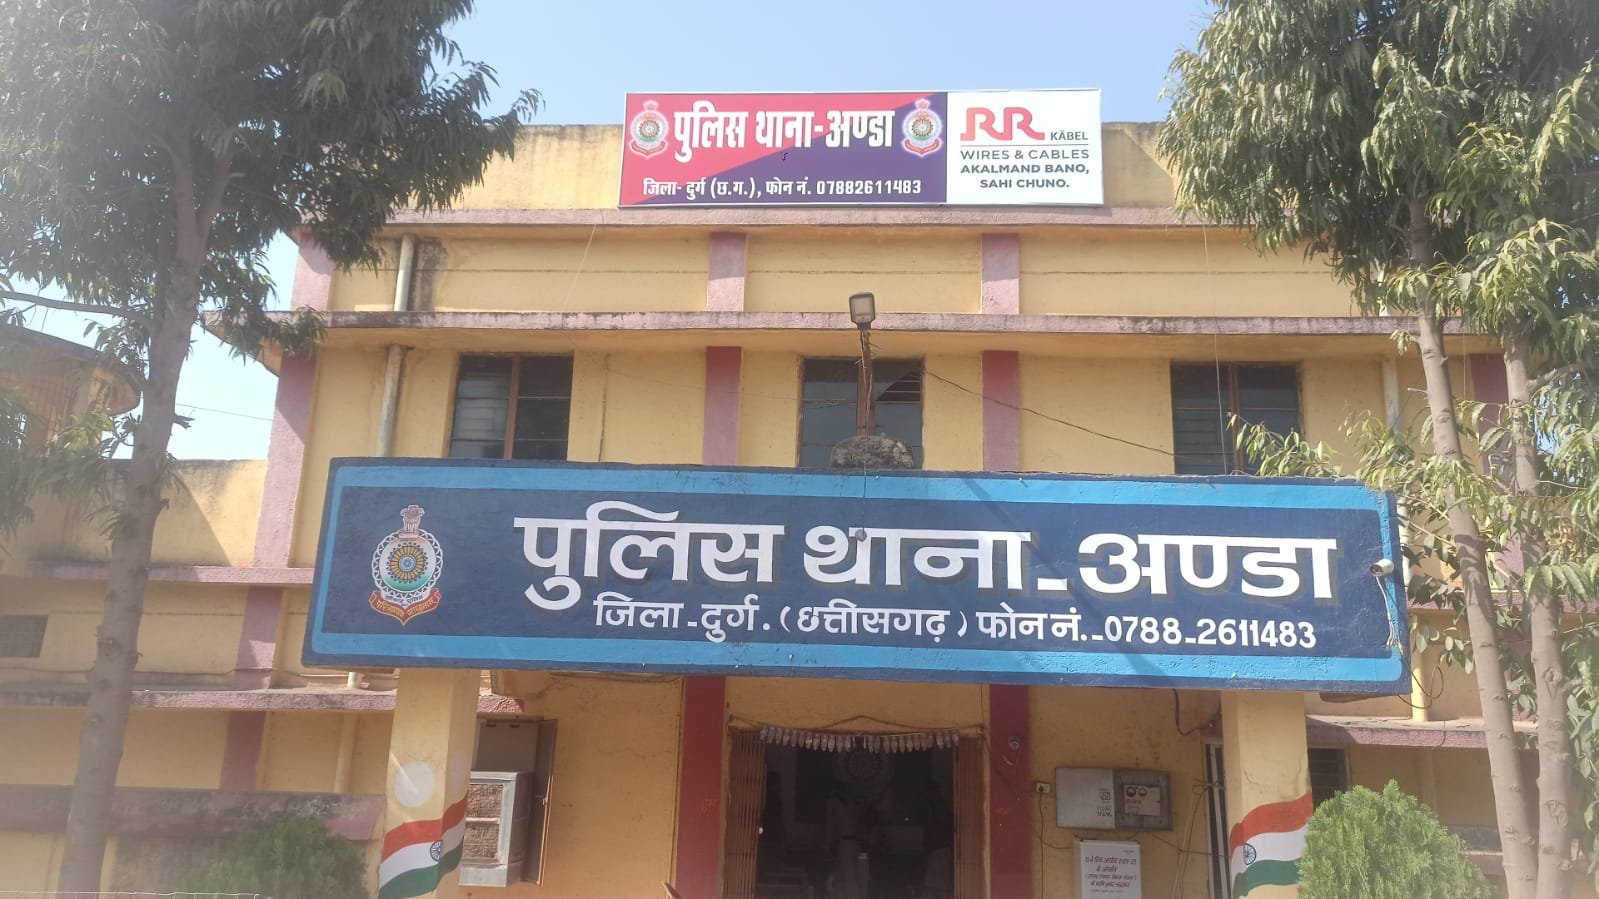 पुलिस थाना-अण्डा
जिला- दुर्ग (छ.ग.), फोन नं. 07882611483
RR KABEL
WIRES & CABLES
AKALMAND BANO,
SAHI CHUNO.
पुलिस थाना-अण्डा
जिला-दुर्ग.(छत्तीसगढ़) फोन नं.-0788-2611483